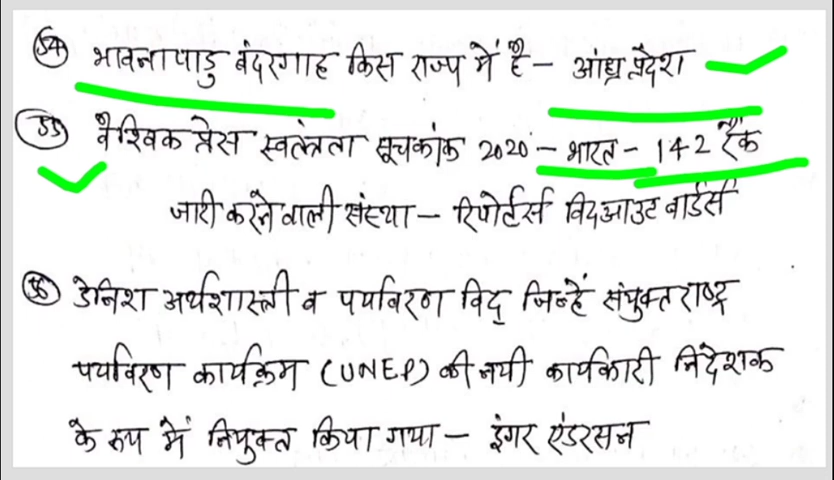 54 भावनापाडु बंदरगाह किस राज्य में है - आंध्र प्रदेश
55 वैश्विक प्रेस स्वतंत्रता सूचकांक 2020 - भारत - 142 रैंक
जारी करने वाली संस्था - रिपोर्टर्स विदआउट बार्डर्स
56 डेनिश अर्थशास्त्री व पर्यावरण विद् जिन्हें संयुक्त राष्ट्र
पर्यावरण कार्यक्रम (UNEP) की नयी कार्यकारी निदेशक
के रूप में नियुक्त किया गया - इंगर एंडरसन